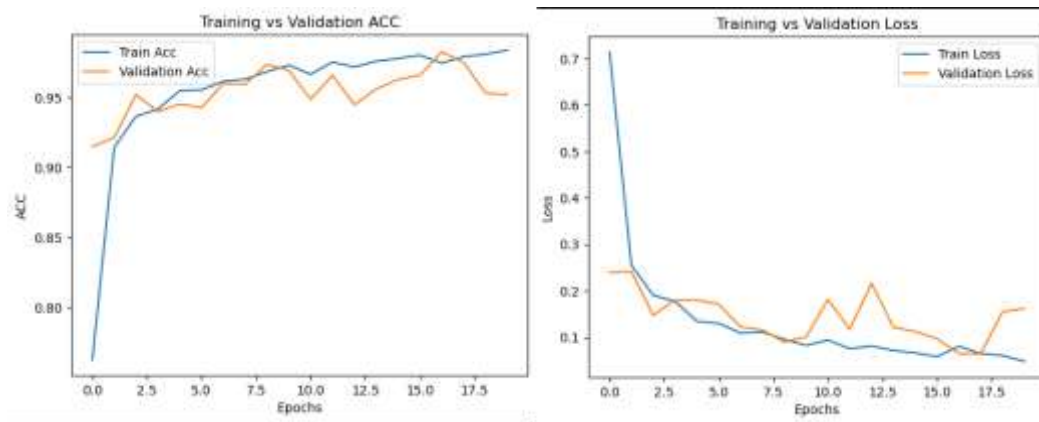 Training vs Validation ACC
Train Acc
Validation Acc
0.95
0.90
0.85
0.80
ACC
0.0 2.5 5.0 7.5 10.0 12.5 15.0 17.5
Epochs
Training vs Validation Loss
Train Loss
Validation Loss
0.7
0.6
0.5
0.4
0.3
0.2
0.1
Loss
0.0 2.5 5.0 7.5 10.0 12.5 15.0 17.5
Epochs